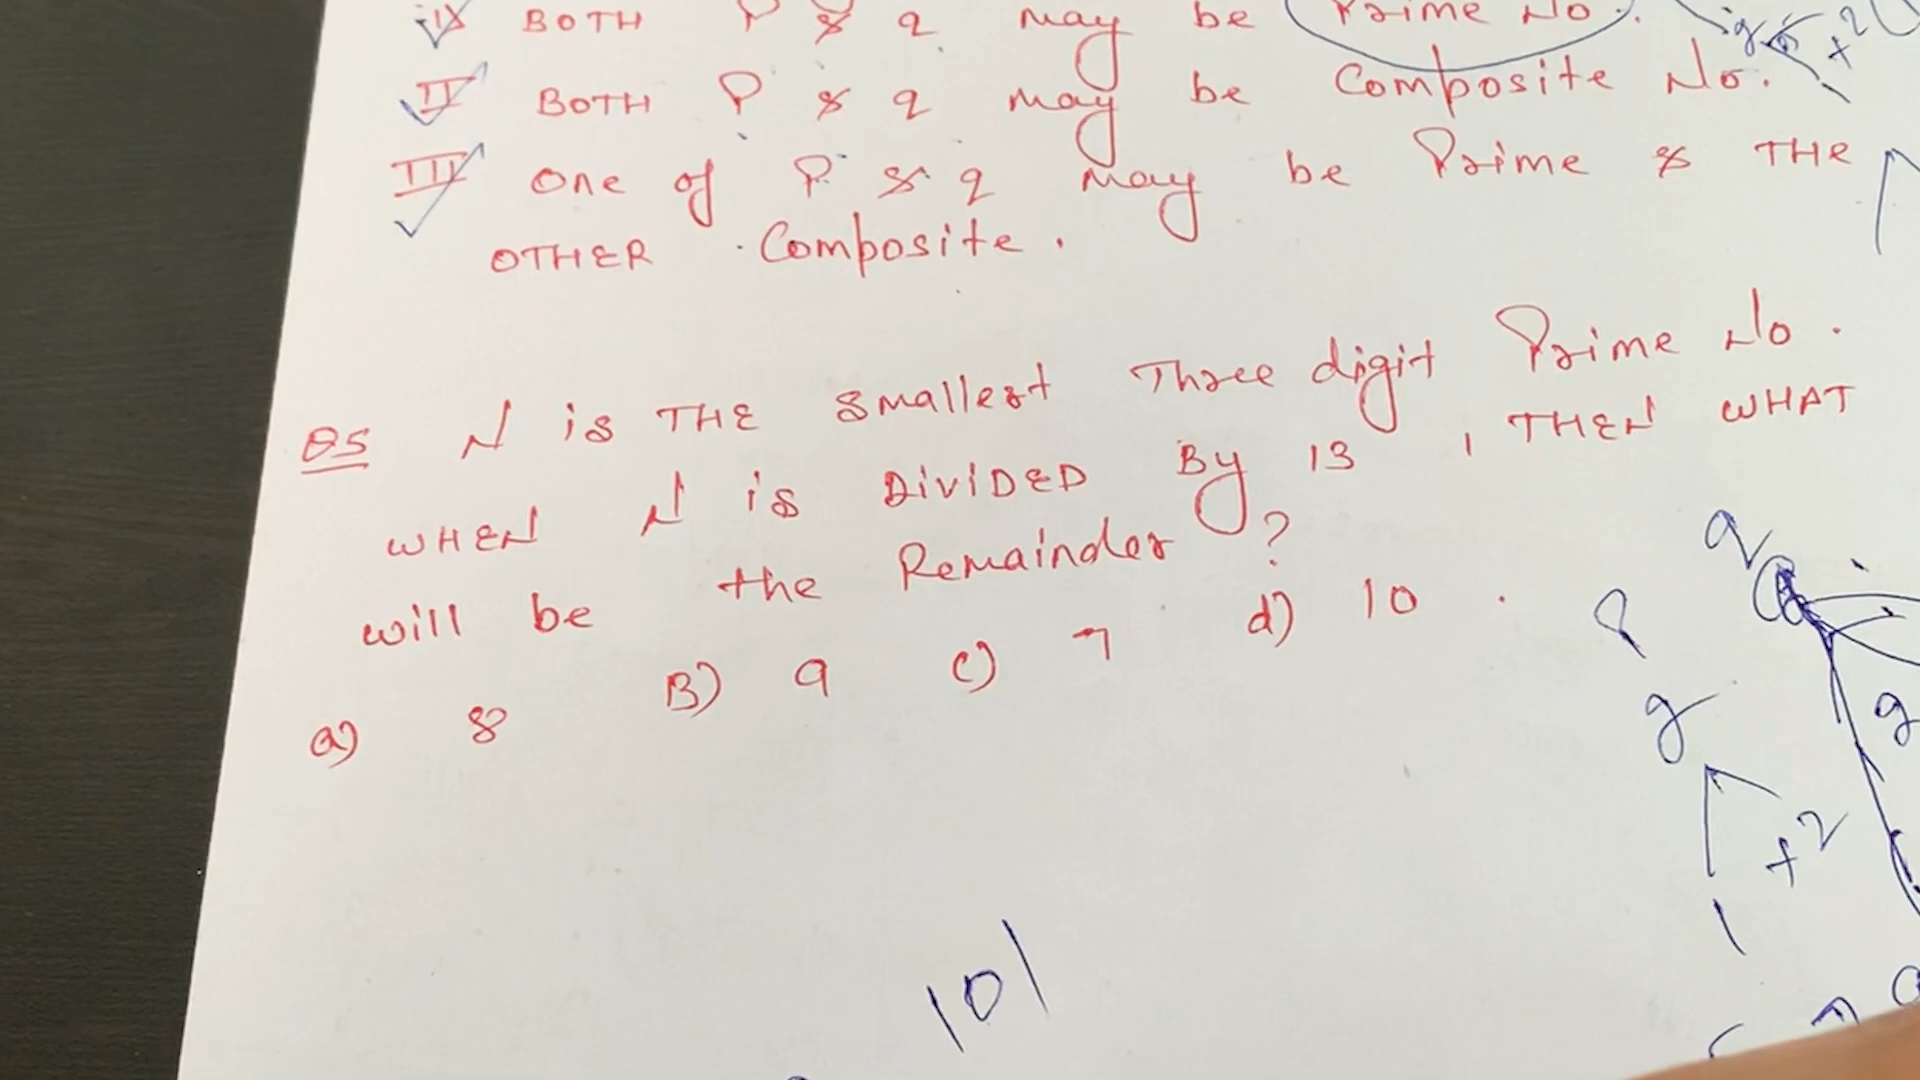 BOTH P & q may be Prime No.
II BOTH P & q may be Composite No.
III One of P & q may be Prime & THE
OTHER Composite.
Q5 N is THE smallest Three digit Prime No.
WHEN N is DiViDED By 13, THEN WHAT
will be the Remainder ?
a) 8 B) 9 c) 7 d) 10
101
q
g
g
+2
+2